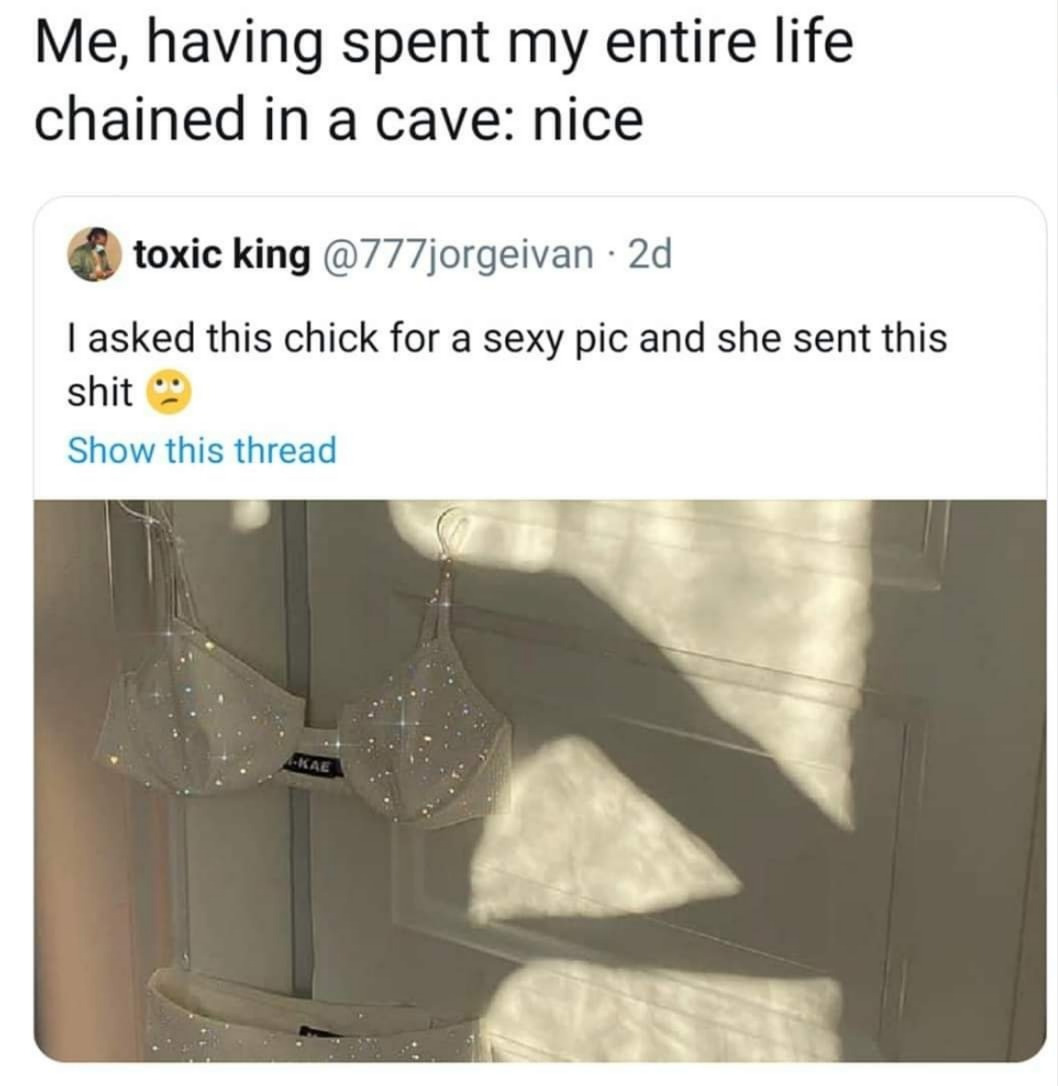 Me, having spent my entire life
chained in a cave: nice
toxic king @777jorgeivan · 2d
I asked this chick for a sexy pic and she sent this
shit 🙄
Show this thread
-KAE